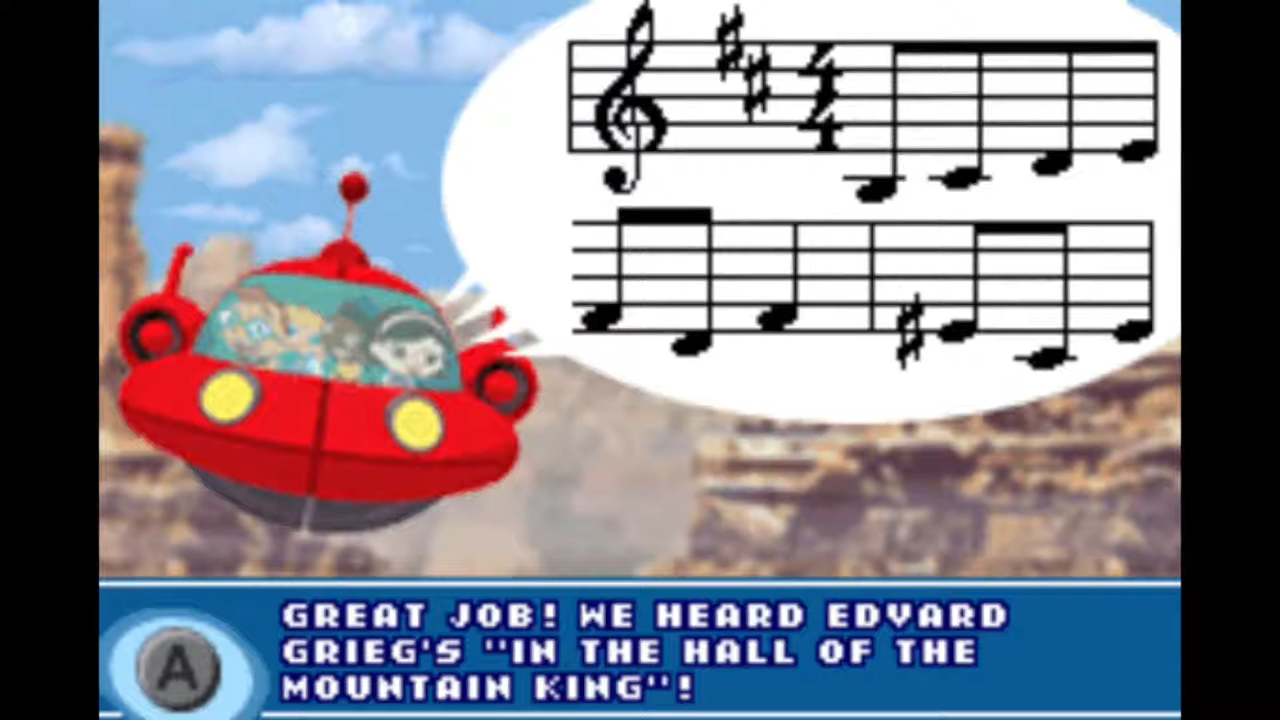 GREAT JOB! WE HEARD EDVARD
GRIEG'S "IN THE HALL OF THE
A
MOUNTAIN KING"!